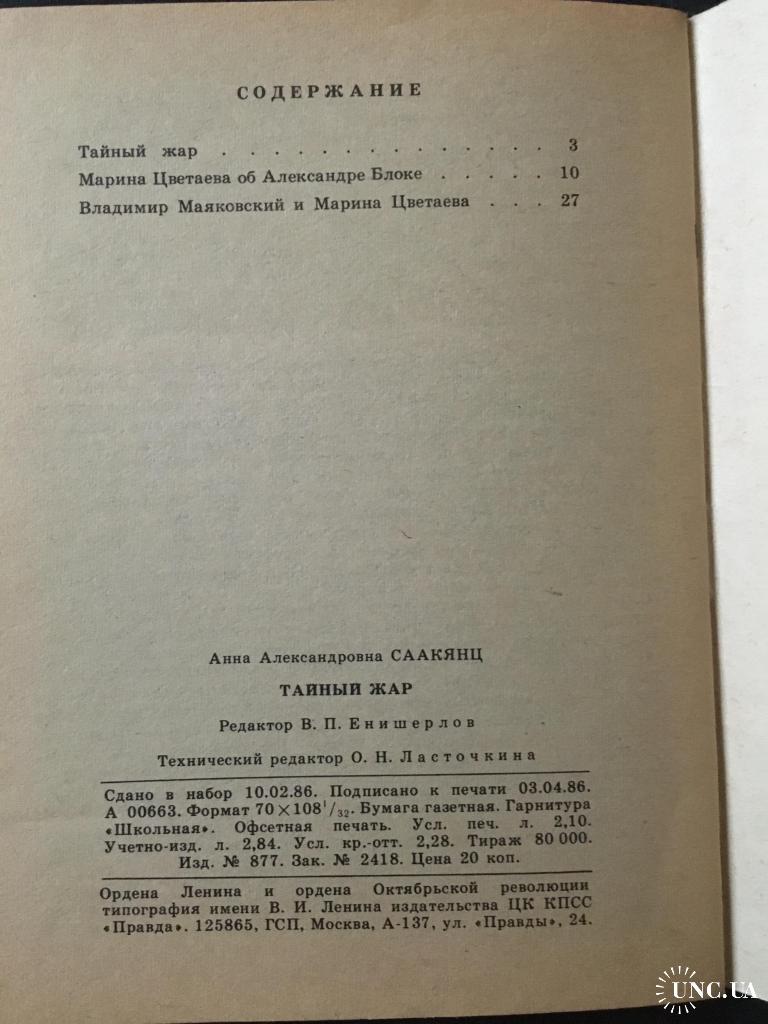 СОДЕРЖАНИЕ
Тайный жар . . . . . . . . . . . . . 3
Марина Цветаева об Александре Блоке . . . . . 10
Владимир Маяковский и Марина Цветаева . . . 27
Анна Александровна СААКЯНЦ
ТАЙНЫЙ ЖАР
Редактор В. П. Енишерлов
Технический редактор О. Н. Ласточкина
Сдано в набор 10.02.86. Подписано к печати 03.04.86.
А 00663. Формат 70×108¹/₃₂. Бумага газетная. Гарнитура
«Школьная». Офсетная печать. Усл. печ. л. 2,10.
Учетно-изд. л. 2,84. Усл. кр.-отт. 2,28. Тираж 80 000.
Изд. № 877. Зак. № 2418. Цена 20 коп.
Ордена Ленина и ордена Октябрьской революции
типография имени В. И. Ленина издательства ЦК КПСС
«Правда». 125865, ГСП, Москва, А-137, ул. «Правды», 24.
UNC.UA